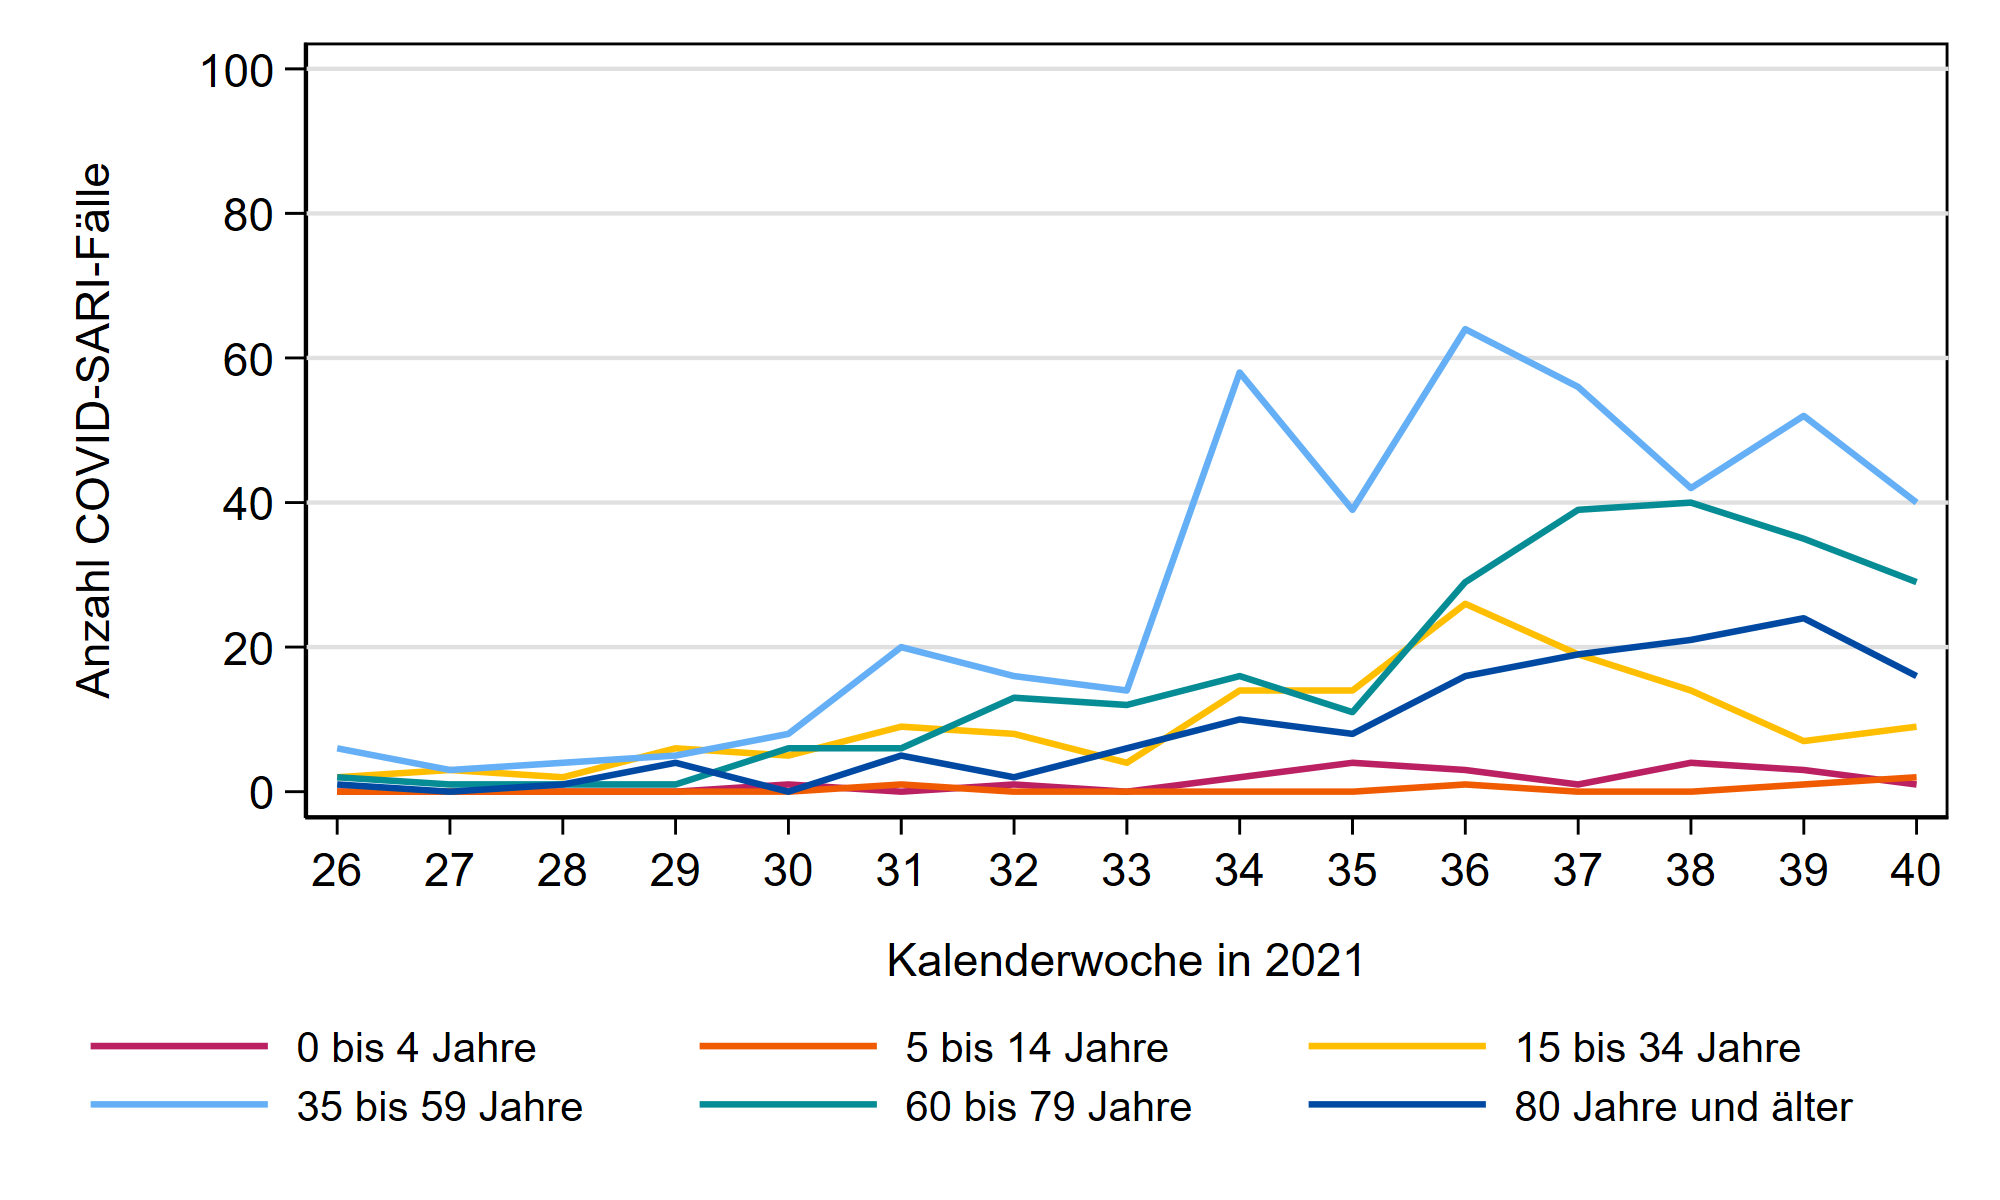 Anzahl COVID-SARI-Fälle
100
80
60
40
20
0
26 27 28 29 30 31 32 33 34 35 36 37 38 39 40
Kalenderwoche in 2021
0 bis 4 Jahre 5 bis 14 Jahre 15 bis 34 Jahre
35 bis 59 Jahre 60 bis 79 Jahre 80 Jahre und älter